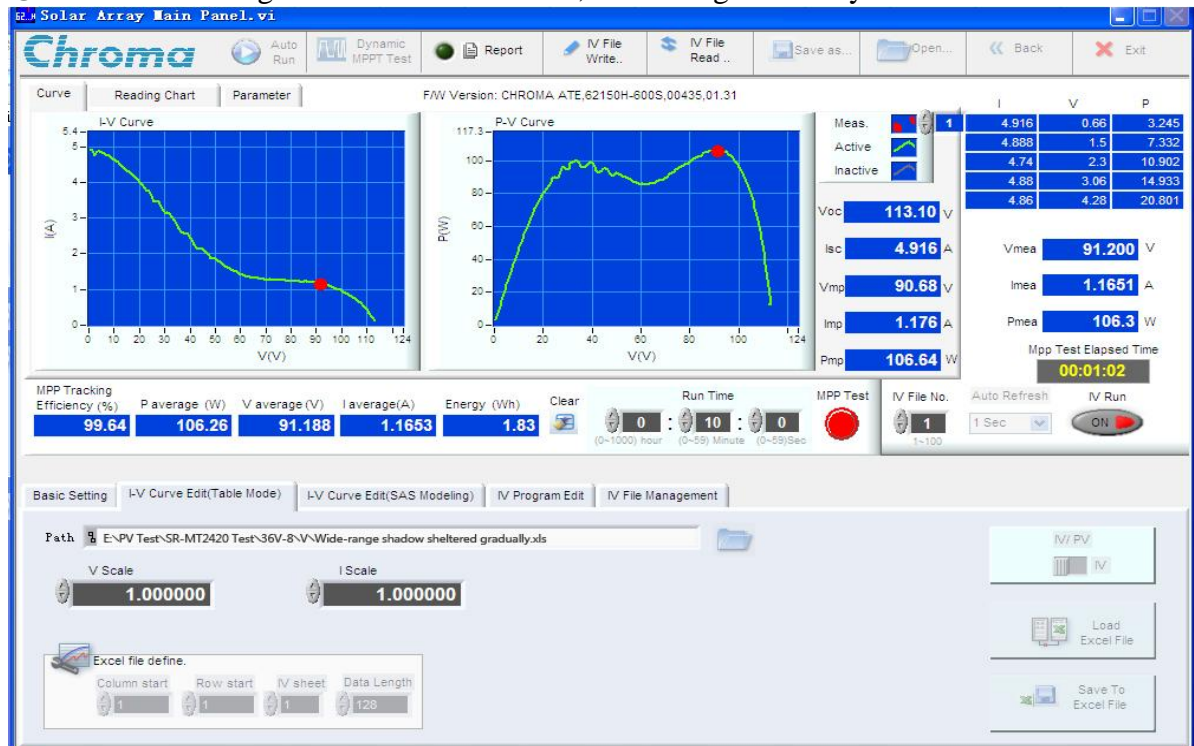 Solar Array Main Panel.vi
Chroma
Auto Run
Dynamic MPPT Test
Report
IV File Write..
IV File Read ..
Save as...
Open...
Back
Exit
Curve
Reading Chart
Parameter
F/W Version: CHROMA ATE,62150H-600S,00435,01.31
I-V Curve
5.4
5
4
3
2
1
0
I(A)
0 10 20 30 40 50 60 70 80 90 100 110 124
V(V)
P-V Curve
117.3
100
80
60
40
20
0
P(W)
0 20 40 60 80 100 124
V(V)
Meas. 1
Active
Inactive
Voc 113.10 V
Isc 4.916 A
Vmp 90.68 V
Imp 1.176 A
Pmp 106.64 W
I V P
4.916 0.66 3.245
4.888 1.5 7.332
4.74 2.3 10.902
4.88 3.06 14.933
4.86 4.28 20.801
Vmea 91.200 V
Imea 1.1651 A
Pmea 106.3 W
Mpp Test Elapsed Time
00:01:02
MPP Tracking
Efficiency (%) P average (W) V average (V) I average(A) Energy (Wh) Clear
99.64 106.26 91.188 1.1653 1.83
Run Time
0 : 10 : 0
(0~1000) hour (0~59) Minute (0~59)Sec
MPP Test
IV File No.
1
1~100
Auto Refresh
1 Sec
IV Run
ON
Basic Setting
I-V Curve Edit(Table Mode)
I-V Curve Edit(SAS Modeling)
IV Program Edit
IV File Management
Path E:\PV Test\SR-MT2420 Test\36V-8\V\Wide-range shadow sheltered gradually.xls
V Scale I Scale
1.000000 1.000000
Excel file define.
Column start Row start IV sheet Data Length
1 1 1 128
IV/ PV
IV
Load Excel File
Save To Excel File